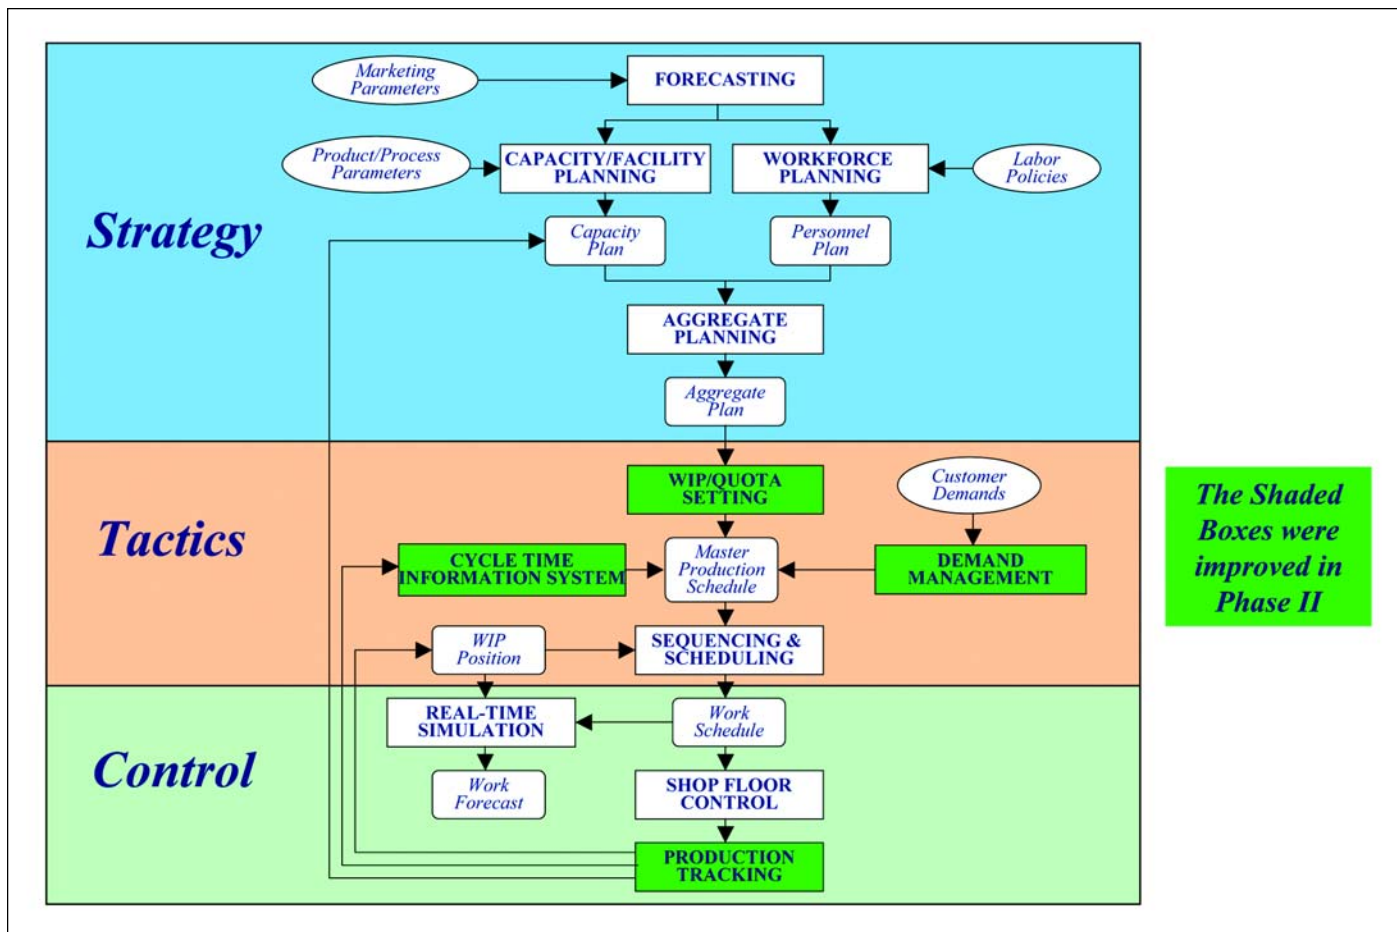 Marketing
Parameters
FORECASTING
Product/Process
Parameters
CAPACITY/FACILITY
PLANNING
WORKFORCE
PLANNING
Labor
Policies
Strategy
Capacity
Plan
Personnel
Plan
AGGREGATE
PLANNING
Aggregate
Plan
Tactics
WIP/QUOTA
SETTING
Customer
Demands
CYCLE TIME
INFORMATION SYSTEM
Master
Production
Schedule
DEMAND
MANAGEMENT
WIP
Position
SEQUENCING &
SCHEDULING
Control
REAL-TIME
SIMULATION
Work
Schedule
Work
Forecast
SHOP FLOOR
CONTROL
PRODUCTION
TRACKING
The Shaded
Boxes were
improved in
Phase II